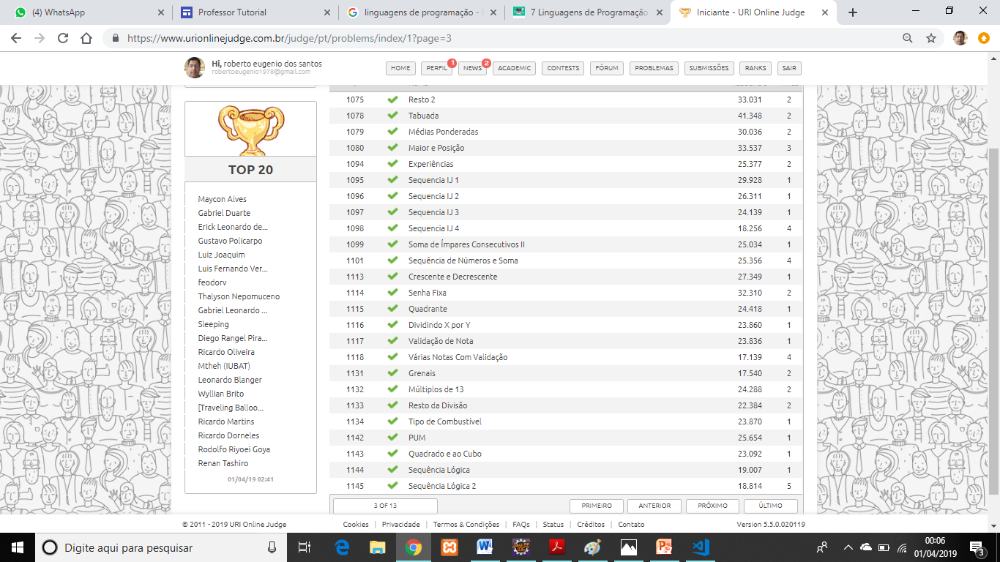 (4) WhatsApp
Professor Tutorial
linguagens de programação -
7 Linguagens de Programação
Iniciante - URI Online Judge
https://www.urionlinejudge.com.br/judge/pt/problems/index/1?page=3
Hi, roberto eugenio dos santos
robertoeugenio1978@gmail.com
HOME
PERFIL 1
NEWS 2
ACADEMIC
CONTESTS
FÓRUM
PROBLEMAS
SUBMISSÕES
RANKS
SAIR
TOP 20
Maycon Alves
Gabriel Duarte
Erick Leonardo de...
Gustavo Policarpo
Luiz Joaquim
Luis Fernando Ver...
feodorv
Thalyson Nepomuceno
Gabriel Leonardo ...
Sleeping
Diego Rangel Pira...
Ricardo Oliveira
Mtheh (IUBAT)
Leonardo Blanger
Wyllian Brito
[Traveling Balloo...
Ricardo Martins
Ricardo Dorneles
Rodolfo Riyoei Goya
Renan Tashiro
01/04/19 02:41
1075 Resto 2 33.031 2
1078 Tabuada 41.348 2
1079 Médias Ponderadas 30.036 2
1080 Maior e Posição 33.537 3
1094 Experiências 25.377 2
1095 Sequencia IJ 1 29.928 1
1096 Sequencia IJ 2 26.311 1
1097 Sequencia IJ 3 24.139 1
1098 Sequencia IJ 4 18.256 4
1099 Soma de Ímpares Consecutivos II 25.034 1
1101 Sequência de Números e Soma 25.356 4
1113 Crescente e Decrescente 27.349 1
1114 Senha Fixa 32.310 2
1115 Quadrante 24.418 1
1116 Dividindo X por Y 23.860 1
1117 Validação de Nota 23.836 1
1118 Várias Notas Com Validação 17.139 4
1131 Grenais 17.540 2
1132 Múltiplos de 13 24.288 2
1133 Resto da Divisão 22.384 2
1134 Tipo de Combustível 23.870 1
1142 PUM 25.654 1
1143 Quadrado e ao Cubo 23.092 1
1144 Sequência Lógica 19.007 1
1145 Sequência Lógica 2 18.814 5
3 OF 13
PRIMEIRO
ANTERIOR
PRÓXIMO
ÚLTIMO
© 2011 - 2019 URI Online Judge
Cookies | Privacidade | Termos & Condições | FAQs | Status | Créditos | Contato
Version 5.5.0.020119
Digite aqui para pesquisar
00:06
01/04/2019
3